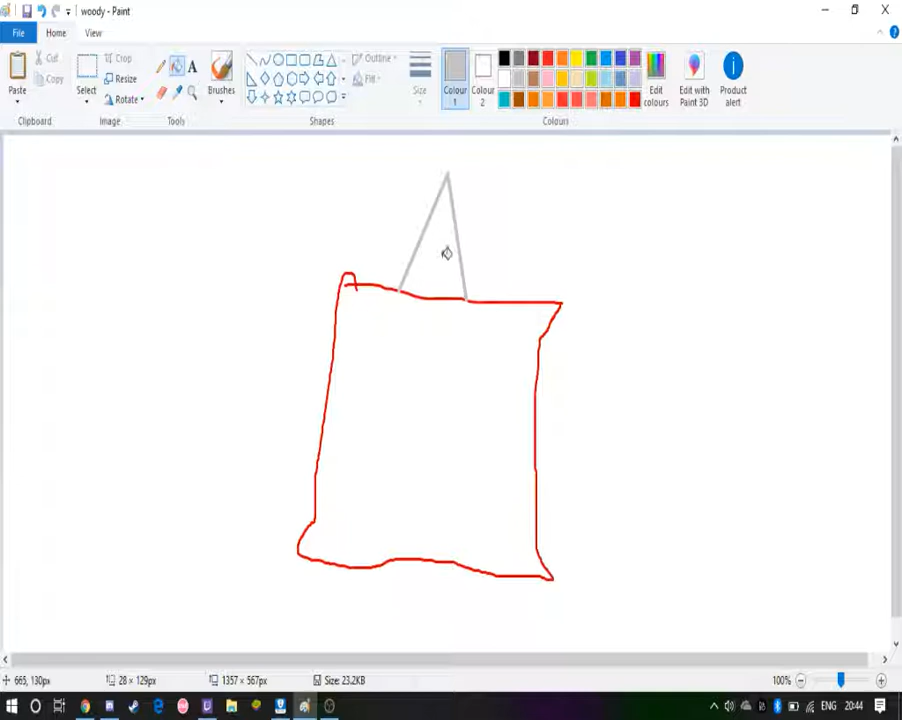 woody - Paint
File Home View
Paste
Cut
Copy
Clipboard
Select
Crop
Resize
Rotate
Image
A
Tools
Brushes
Shapes
Outline
Fill
Size
Colour 1
Colour 2
Edit colours
Colours
Edit with Paint 3D
Product alert
665, 130px 28 × 129px 1357 × 567px Size: 23.2KB 100%
ENG 20:44